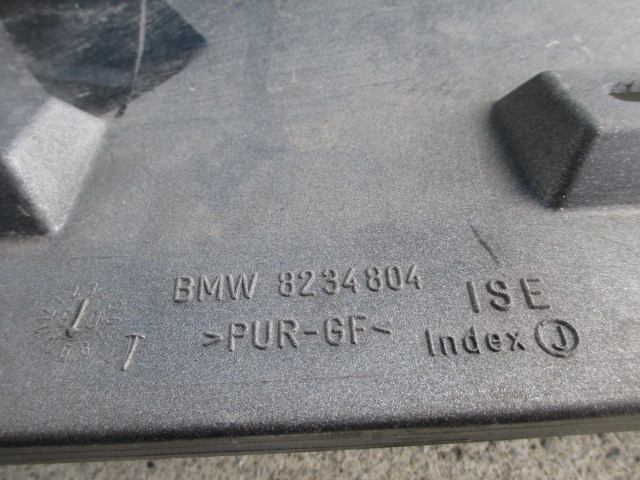 BMW 8234804
>PUR-GF<
ISE
Index J